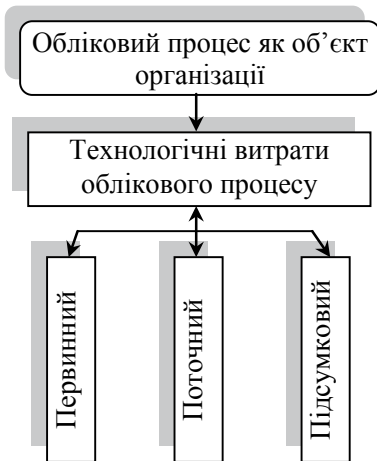 Обліковий процес як об’єкт
організації
Технологічні витрати
облікового процесу
Первинний
Поточний
Підсумковий